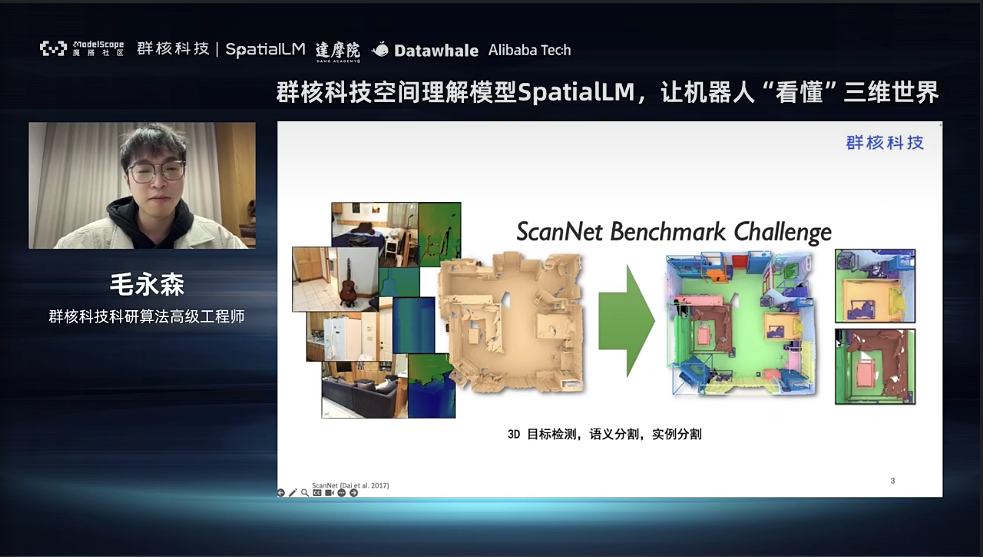 ModelScope
魔搭社区
群核科技 | SpatialLM
達摩院
DAMO ACADEMY
Datawhale
Alibaba Tech
群核科技空间理解模型SpatialLM，让机器人“看懂”三维世界
群核科技
毛永森
群核科技科研算法高级工程师
ScanNet Benchmark Challenge
3D 目标检测，语义分割，实例分割
ScanNet (Dai et al. 2017)
3